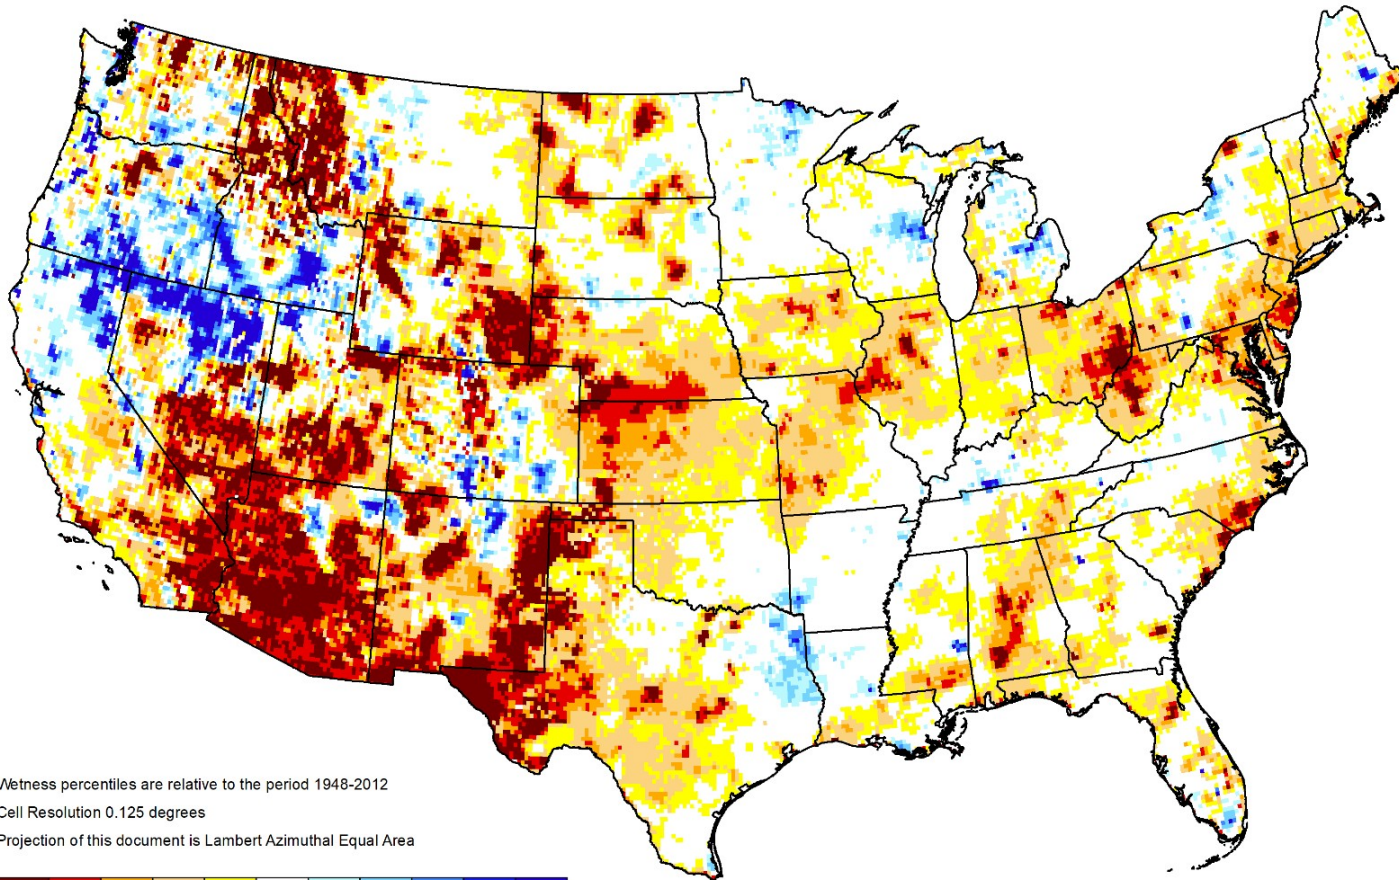 Wetness percentiles are relative to the period 1948-2012
Cell Resolution 0.125 degrees
Projection of this document is Lambert Azimuthal Equal Area